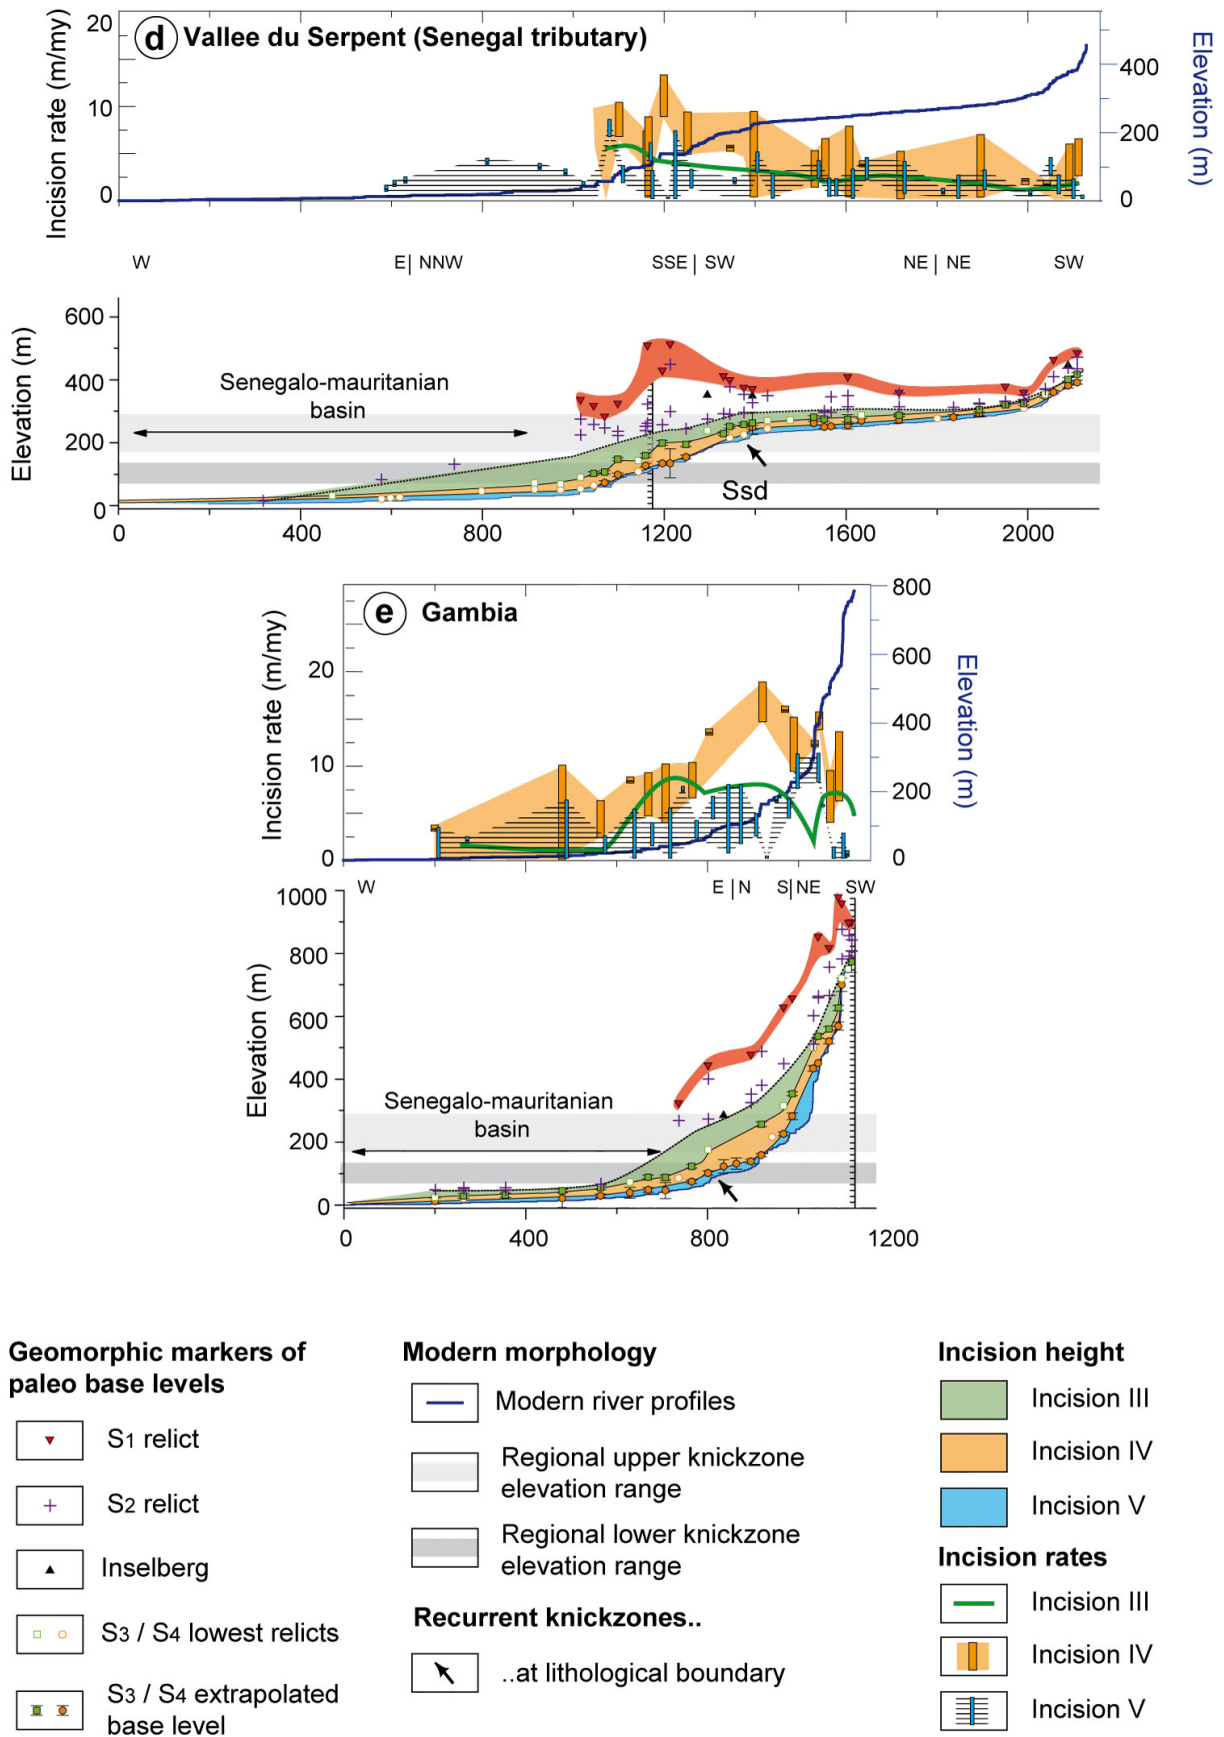 d Vallee du Serpent (Senegal tributary)
Incision rate (m/my)
20
10
0
Elevation (m)
400
200
0
W E | NNW SSE | SW NE | NE SW
Elevation (m)
600
400
200
0
Senegalo-mauritanian
basin
Ssd
0 400 800 1200 1600 2000
e Gambia
Incision rate (m/my)
20
10
0
Elevation (m)
800
600
400
200
0
W E | N S | NE SW
Elevation (m)
1000
800
600
400
200
0
Senegalo-mauritanian
basin
0 400 800 1200
Geomorphic markers of
paleo base levels
S1 relict
S2 relict
Inselberg
S3 / S4 lowest relicts
S3 / S4 extrapolated
base level
Modern morphology
Modern river profiles
Regional upper knickzone
elevation range
Regional lower knickzone
elevation range
Recurrent knickzones..
..at lithological boundary
Incision height
Incision III
Incision IV
Incision V
Incision rates
Incision III
Incision IV
Incision V